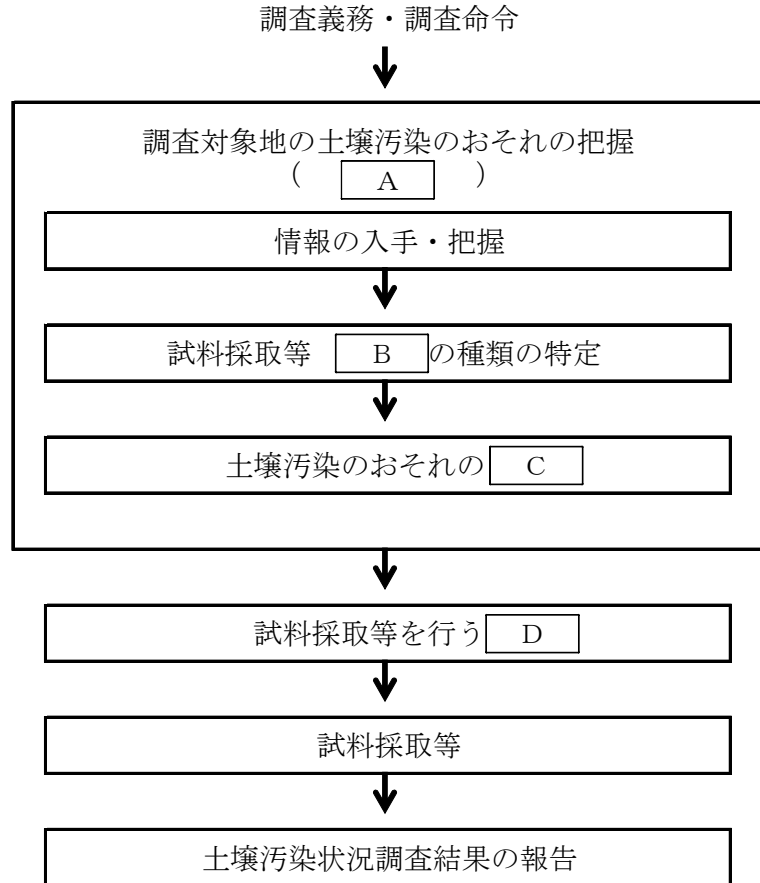 調査義務・調査命令
調査対象地の土壌汚染のおそれの把握
( A )
情報の入手・把握
試料採取等 B の種類の特定
土壌汚染のおそれの C
試料採取等を行う D
試料採取等
土壌汚染状況調査結果の報告